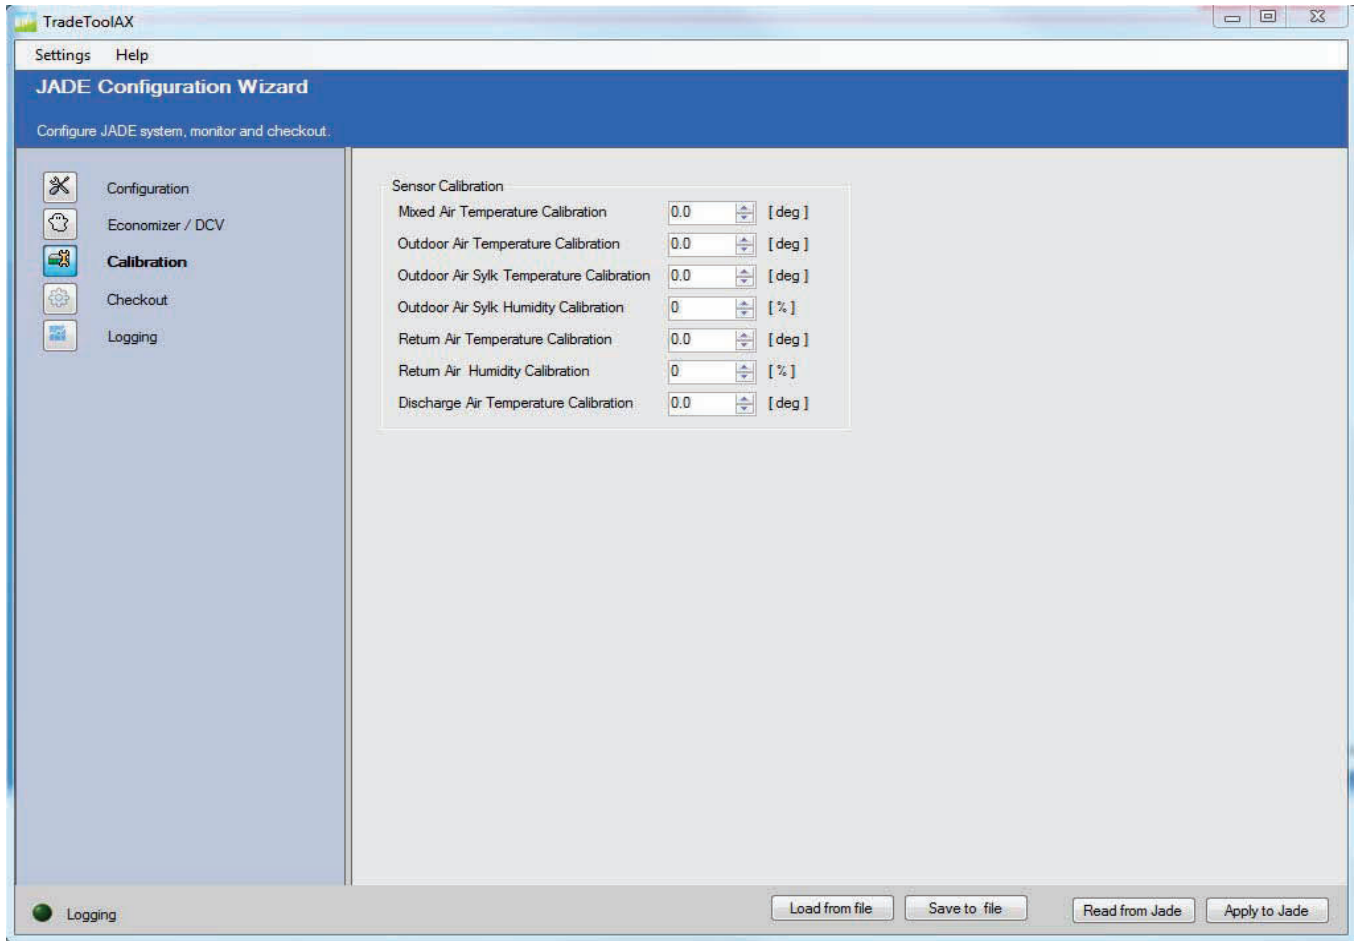 TradeToolAX
Settings Help
JADE Configuration Wizard
Configure JADE system, monitor and checkout.
Configuration
Economizer / DCV
Calibration
Checkout
Logging
Sensor Calibration
Mixed Air Temperature Calibration 0.0 [ deg ]
Outdoor Air Temperature Calibration 0.0 [ deg ]
Outdoor Air Sylk Temperature Calibration 0.0 [ deg ]
Outdoor Air Sylk Humidity Calibration 0 [ % ]
Return Air Temperature Calibration 0.0 [ deg ]
Return Air Humidity Calibration 0 [ % ]
Discharge Air Temperature Calibration 0.0 [ deg ]
Logging
Load from file Save to file Read from Jade Apply to Jade